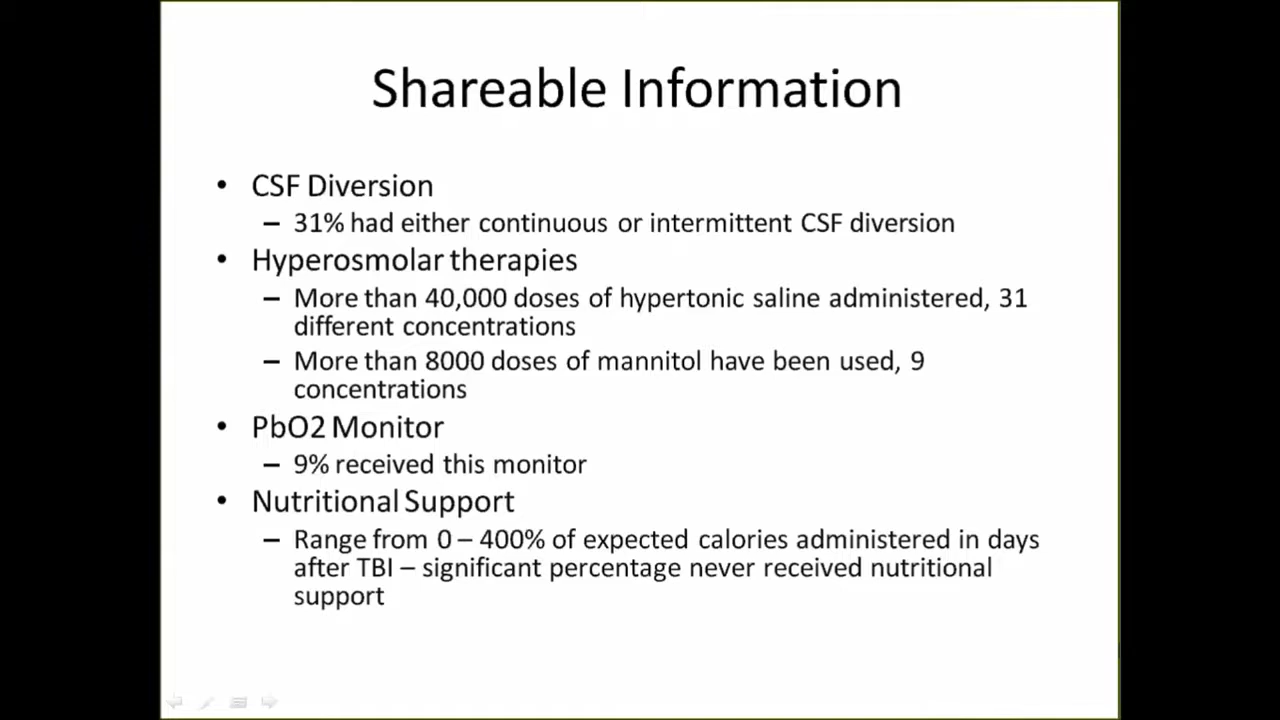 Shareable Information
• CSF Diversion
– 31% had either continuous or intermittent CSF diversion
• Hyperosmolar therapies
– More than 40,000 doses of hypertonic saline administered, 31
different concentrations
– More than 8000 doses of mannitol have been used, 9
concentrations
• PbO2 Monitor
– 9% received this monitor
• Nutritional Support
– Range from 0 – 400% of expected calories administered in days
after TBI – significant percentage never received nutritional
support